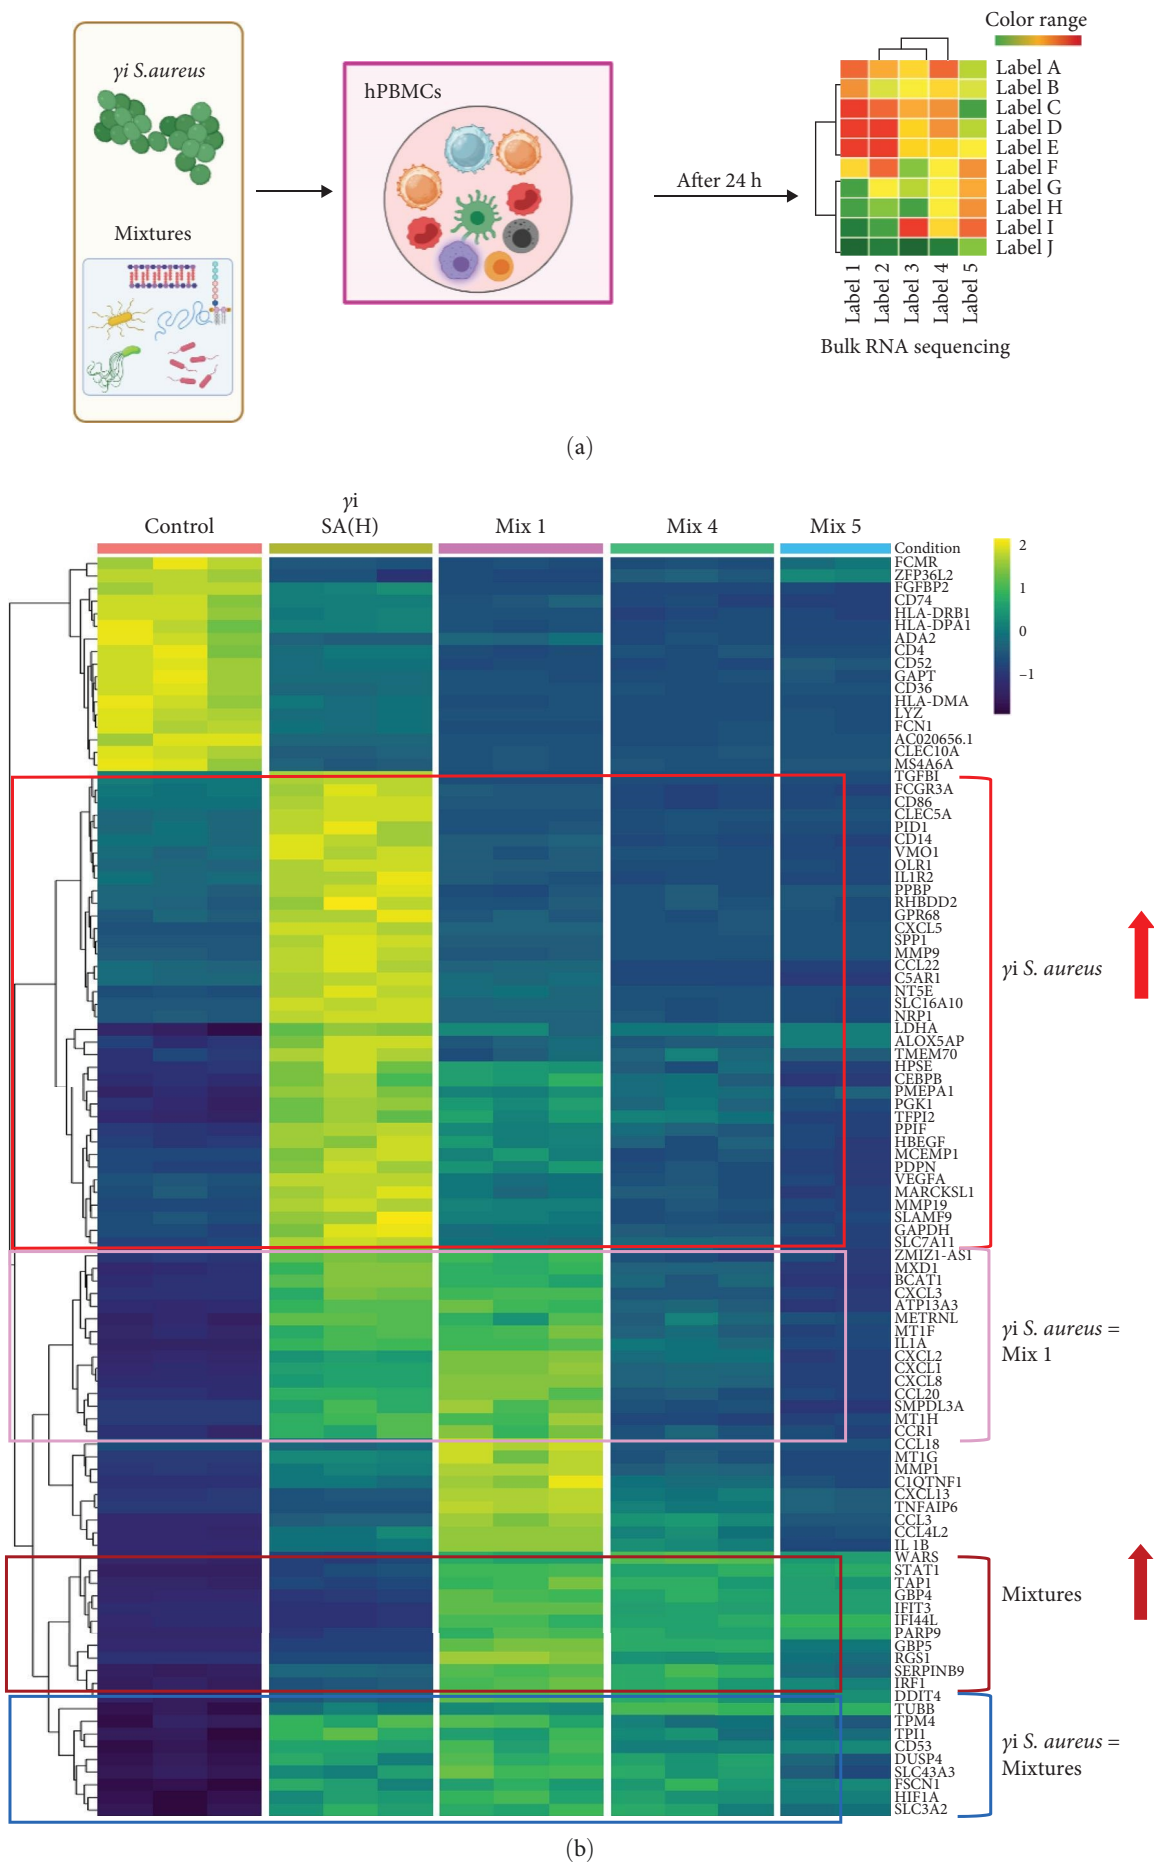 γi S.aureus
Mixtures
hPBMCs
After 24 h
Color range
Label A
Label B
Label C
Label D
Label E
Label F
Label G
Label H
Label I
Label J
Label 1
Label 2
Label 3
Label 4
Label 5
Bulk RNA sequencing
(a)
Control
γi
SA(H)
Mix 1
Mix 4
Mix 5
Condition
FCMR
ZFP36L2
FGFBP2
CD74
HLA-DRB1
HLA-DPA1
ADA2
CD4
CD52
GAPT
CD36
HLA-DMA
LYZ
FCN1
AC020656.1
CLEC10A
MS4A6A
TGFBI
FCGR3A
CD86
CLEC5A
PID1
CD14
VMO1
OLR1
IL1R2
PPBP
RHBDD2
GPR68
CXCL5
SPP1
MMP9
CCL22
C5AR1
NT5E
SLC16A10
NRP1
LDHA
ALOX5AP
TMEM70
HPSE
CEBPB
PMEPA1
PGK1
TFPI2
PPIF
HBEGF
MCEMP1
PDPN
VEGFA
MARCKSL1
MMP19
SLAMF9
GAPDH
SLC7A11
ZMIZ1-AS1
MXD1
BCAT1
CXCL3
ATP13A3
METRNL
MT1F
IL1A
CXCL2
CXCL1
CXCL8
CCL20
SMPDL3A
MT1H
CCR1
CCL18
MT1G
MMP1
C1QTNF1
CXCL13
TNFAIP6
CCL3
CCL4L2
IL 1B
WARS
STAT1
TAP1
GBP4
IFIT3
IFI44L
PARP9
GBP5
RGS1
SERPINB9
IRF1
DDIT4
TUBB
TPM4
TPI1
CD53
DUSP4
SLC43A3
FSCN1
HIF1A
SLC3A2
2
1
0
−1
γi S. aureus
γi S. aureus =
Mix 1
Mixtures
γi S. aureus =
Mixtures
(b)